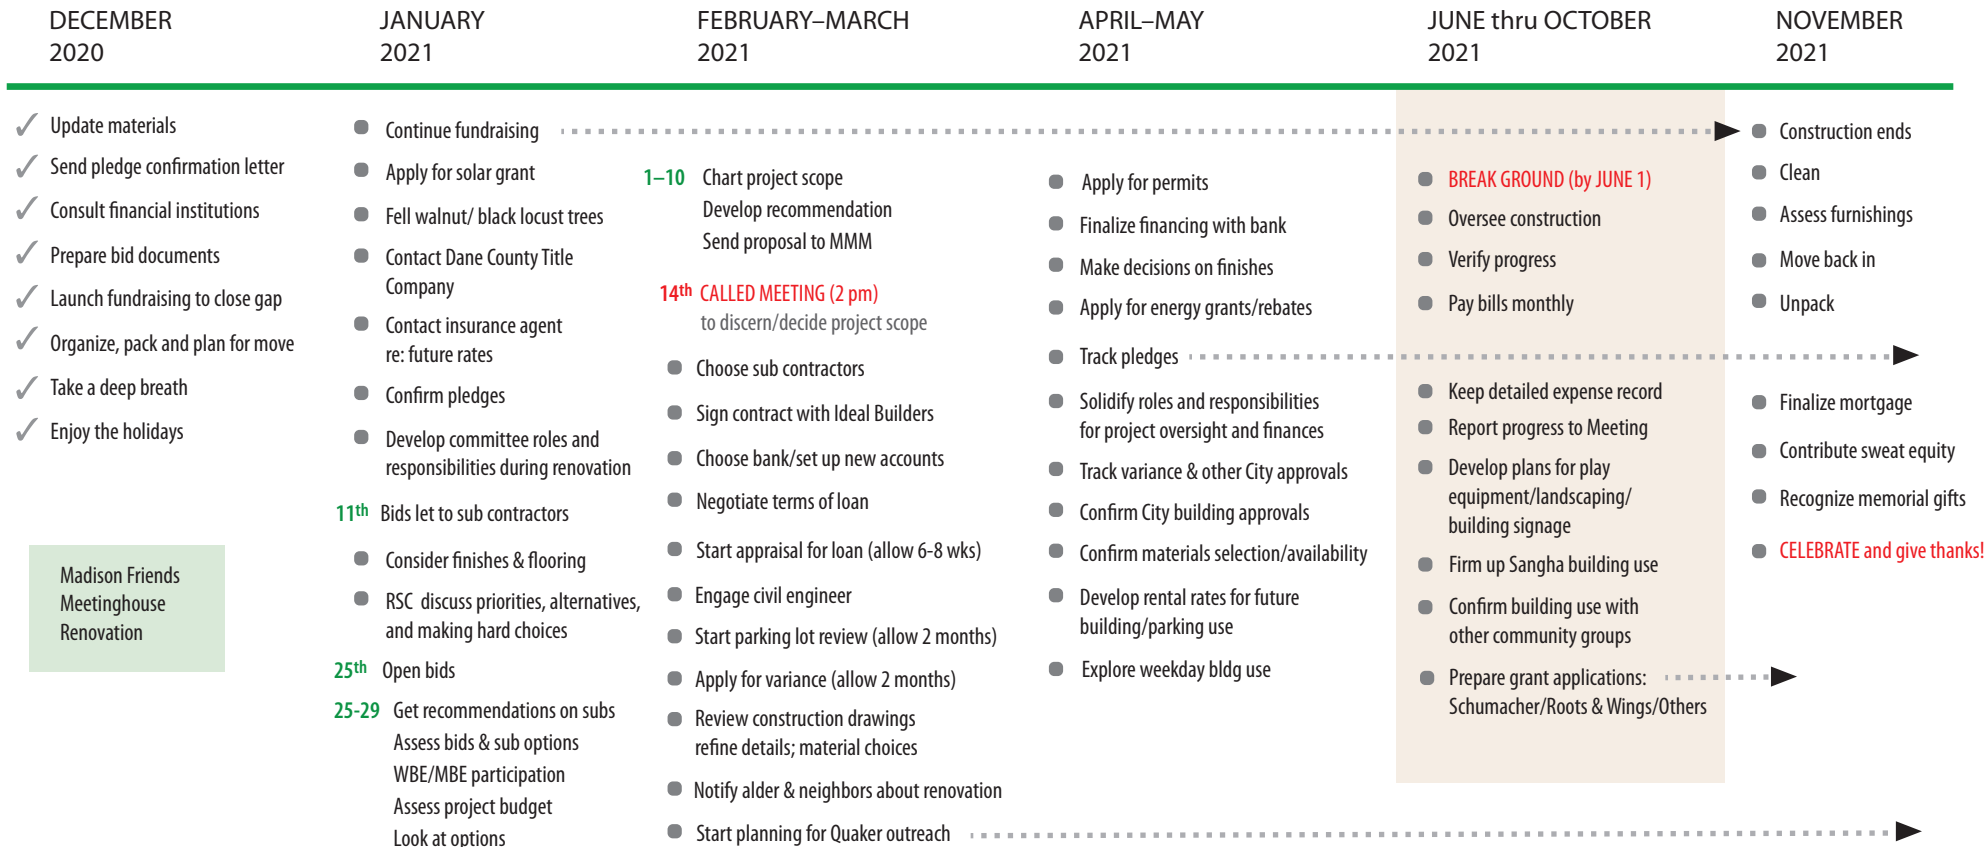 DECEMBER
2020
✓ Update materials
✓ Send pledge confirmation letter
✓ Consult financial institutions
✓ Prepare bid documents
✓ Launch fundraising to close gap
✓ Organize, pack and plan for move
✓ Take a deep breath
✓ Enjoy the holidays
Madison Friends
Meetinghouse
Renovation
JANUARY
2021
Continue fundraising
Apply for solar grant
Fell walnut/ black locust trees
Contact Dane County Title
Company
Contact insurance agent
re: future rates
Confirm pledges
Develop committee roles and
responsibilities during renovation
11th Bids let to sub contractors
Consider finishes & flooring
RSC discuss priorities, alternatives,
and making hard choices
25th Open bids
25-29 Get recommendations on subs
Assess bids & sub options
WBE/MBE participation
Assess project budget
Look at options
FEBRUARY–MARCH
2021
1–10 Chart project scope
Develop recommendation
Send proposal to MMM
14th CALLED MEETING (2 pm)
to discern/decide project scope
Choose sub contractors
Sign contract with Ideal Builders
Choose bank/set up new accounts
Negotiate terms of loan
Start appraisal for loan (allow 6-8 wks)
Engage civil engineer
Start parking lot review (allow 2 months)
Apply for variance (allow 2 months)
Review construction drawings
refine details; material choices
Notify alder & neighbors about renovation
Start planning for Quaker outreach
APRIL–MAY
2021
Apply for permits
Finalize financing with bank
Make decisions on finishes
Apply for energy grants/rebates
Track pledges
Solidify roles and responsibilities
for project oversight and finances
Track variance & other City approvals
Confirm City building approvals
Confirm materials selection/availability
Develop rental rates for future
building/parking use
Explore weekday bldg use
JUNE thru OCTOBER
2021
BREAK GROUND (by JUNE 1)
Oversee construction
Verify progress
Pay bills monthly
Keep detailed expense record
Report progress to Meeting
Develop plans for play
equipment/landscaping/
building signage
Firm up Sangha building use
Confirm building use with
other community groups
Prepare grant applications:
Schumacher/Roots & Wings/Others
NOVEMBER
2021
Construction ends
Clean
Assess furnishings
Move back in
Unpack
Finalize mortgage
Contribute sweat equity
Recognize memorial gifts
CELEBRATE and give thanks!